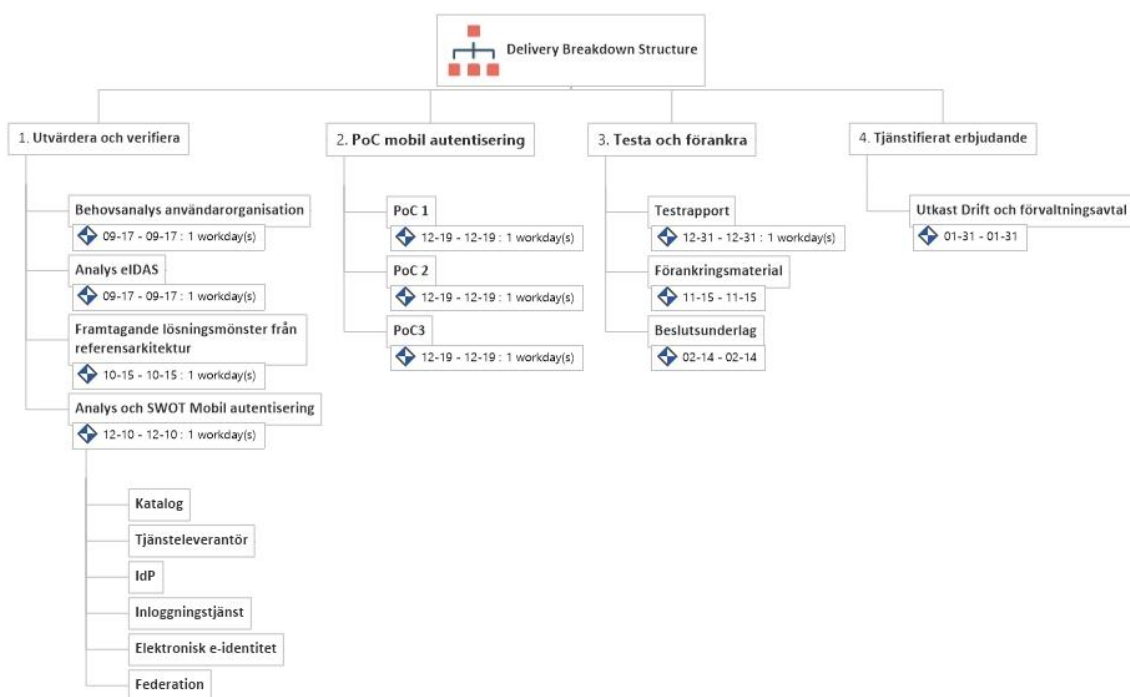 Delivery Breakdown Structure
1. Utvärdera och verifiera
Behovsanalys användarorganisation
09-17 - 09-17 : 1 workday(s)
Analys eIDAS
09-17 - 09-17 : 1 workday(s)
Framtagande lösningsmönster från
referensarkitektur
10-15 - 10-15 : 1 workday(s)
Analys och SWOT Mobil autentisering
12-10 - 12-10 : 1 workday(s)
Katalog
Tjänsteleverantör
IdP
Inloggningstjänst
Elektronisk e-identitet
Federation
2. PoC mobil autentisering
PoC 1
12-19 - 12-19 : 1 workday(s)
PoC 2
12-19 - 12-19 : 1 workday(s)
PoC3
12-19 - 12-19 : 1 workday(s)
3. Testa och förankra
Testrapport
12-31 - 12-31 : 1 workday(s)
Förankringsmaterial
11-15 - 11-15
Beslutsunderlag
02-14 - 02-14
4. Tjänstifierat erbjudande
Utkast Drift och förvaltningsavtal
01-31 - 01-31